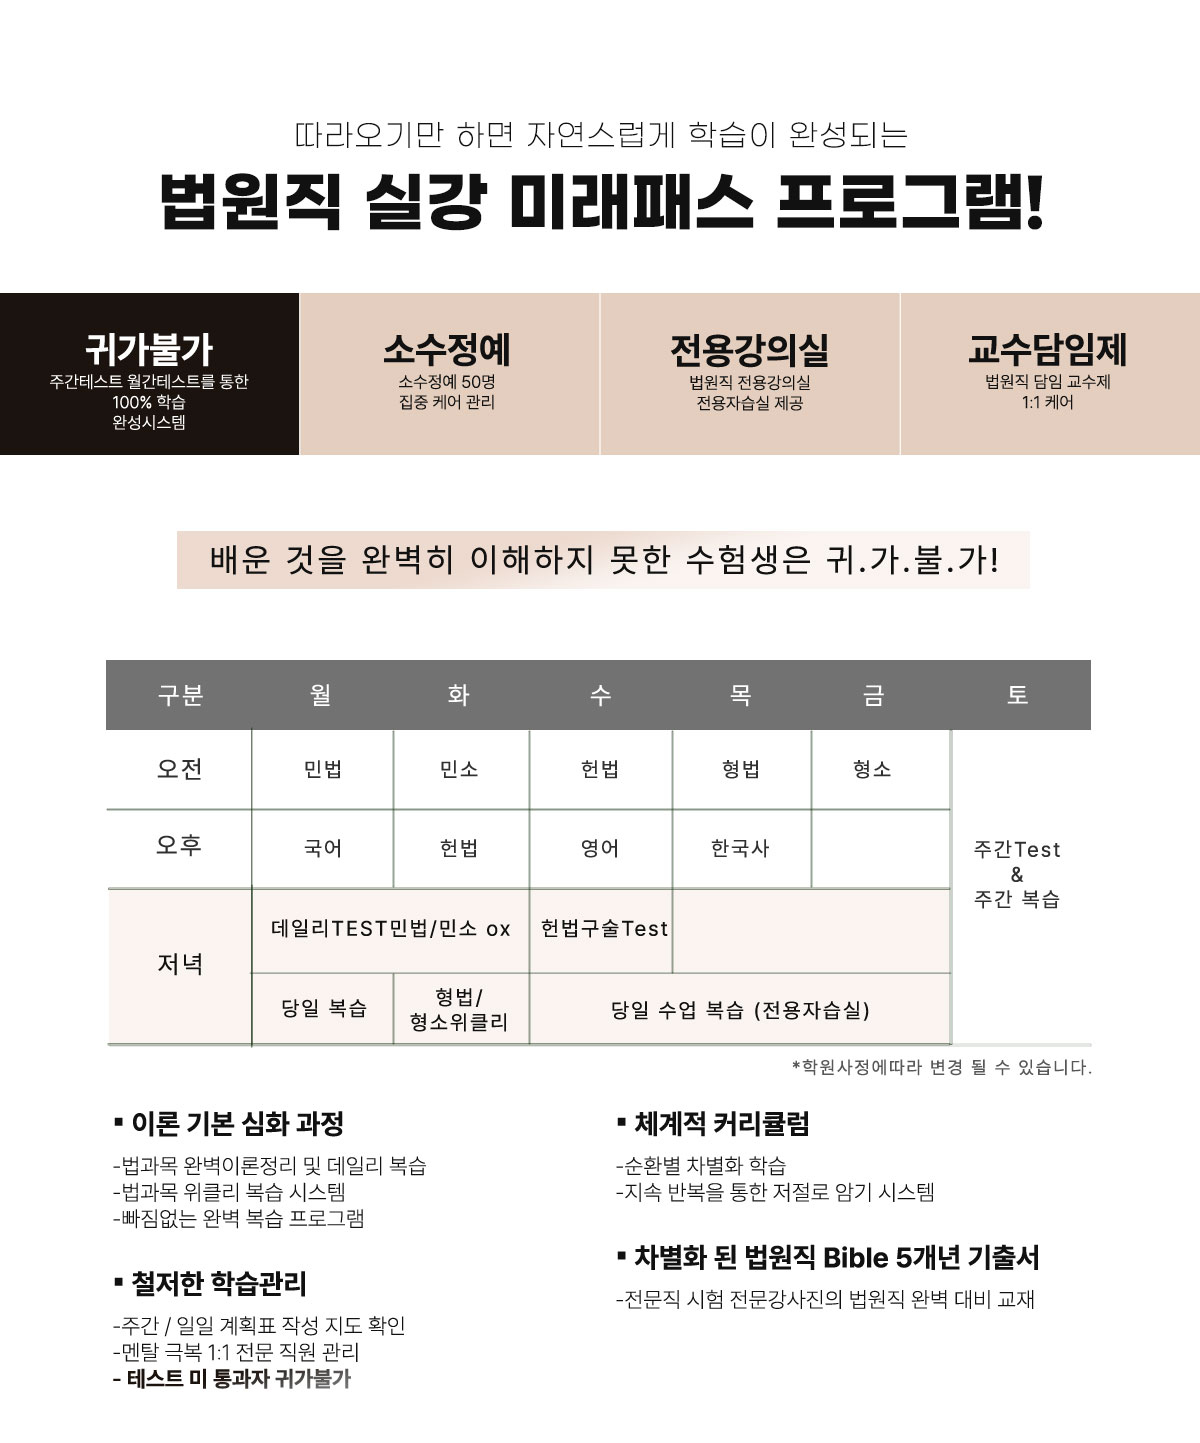 따라오기만 하면 자연스럽게 학습이 완성되는
법원직 실강 미래패스 프로그램!
귀가불가
주간테스트 월간테스트를 통한
100% 학습
완성시스템
소수정예
소수정예 50명
집중 케어 관리
전용강의실
법원직 전용강의실
전용자습실 제공
교수담임제
법원직 담임 교수제
1:1 케어
배운 것을 완벽히 이해하지 못한 수험생은 귀.가.불.가!
구분 월 화 수 목 금 토
오전 민법 민소 헌법 형법 형소
오후 국어 헌법 영어 한국사
주간Test
&
주간 복습
저녁
데일리TEST민법/민소 ox 헌법구술Test
당일 복습
형법/
형소위클리
당일 수업 복습 (전용자습실)
*학원사정에따라 변경 될 수 있습니다.
▪ 이론 기본 심화 과정
-법과목 완벽이론정리 및 데일리 복습
-법과목 위클리 복습 시스템
-빠짐없는 완벽 복습 프로그램
▪ 철저한 학습관리
-주간 / 일일 계획표 작성 지도 확인
-멘탈 극복 1:1 전문 직원 관리
- 테스트 미 통과자 귀가불가
▪ 체계적 커리큘럼
-순환별 차별화 학습
-지속 반복을 통한 저절로 암기 시스템
▪ 차별화 된 법원직 Bible 5개년 기출서
-전문직 시험 전문강사진의 법원직 완벽 대비 교재